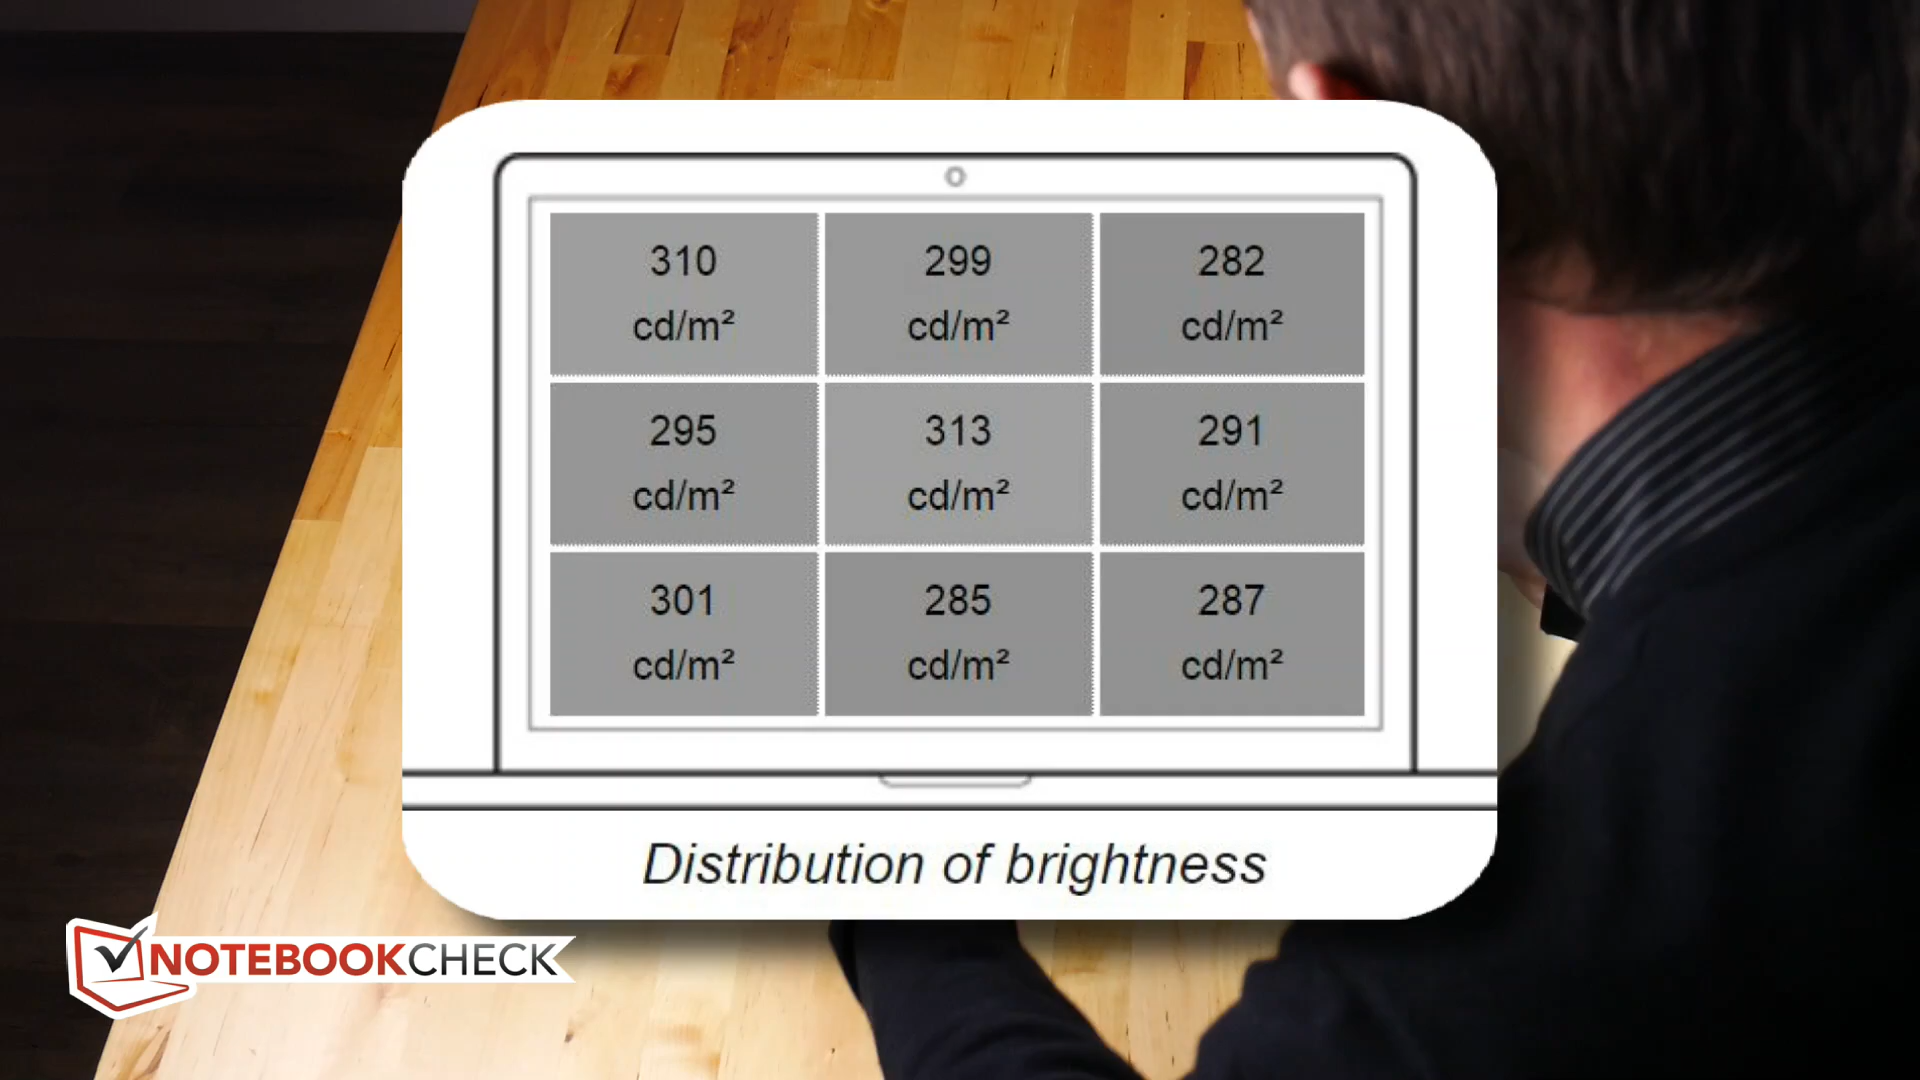 310 299 282
cd/m² cd/m² cd/m²
295 313 291
cd/m² cd/m² cd/m²
301 285 287
cd/m² cd/m² cd/m²
Distribution of brightness
NOTEBOOKCHECK